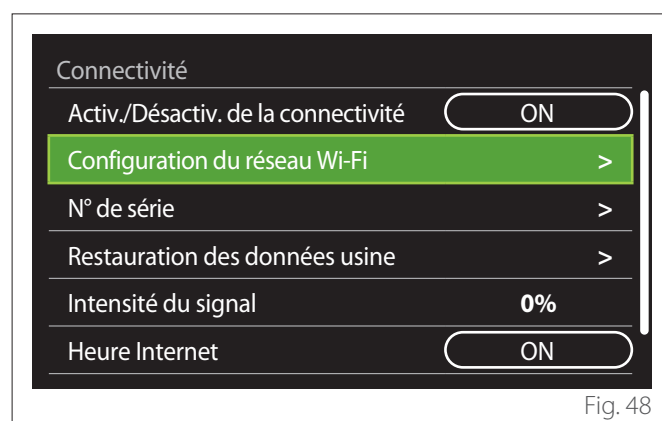 Connectivité
Activ./Désactiv. de la connectivité ON
Configuration du réseau Wi-Fi >
N° de série >
Restauration des données usine >
Intensité du signal 0%
Heure Internet ON
Fig. 48